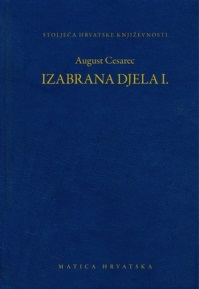 STOLJEĆA HRVATSKE KNJIŽEVNOSTI
August Cesarec
IZABRANA DJELA I.
MATICA HRVATSKA